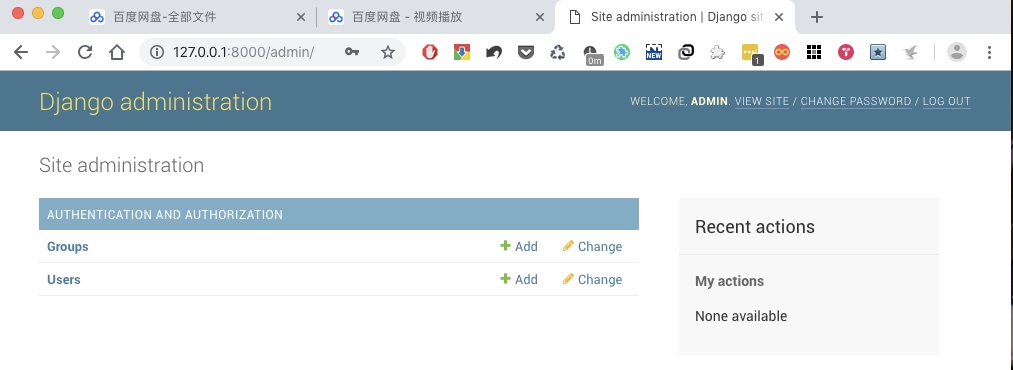 百度网盘-全部文件
百度网盘 - 视频播放
Site administration | Django sit
127.0.0.1:8000/admin/
0m
NEW
1
Django administration
WELCOME, ADMIN. VIEW SITE / CHANGE PASSWORD / LOG OUT
Site administration
AUTHENTICATION AND AUTHORIZATION
Groups
Add
Change
Users
Add
Change
Recent actions
My actions
None available